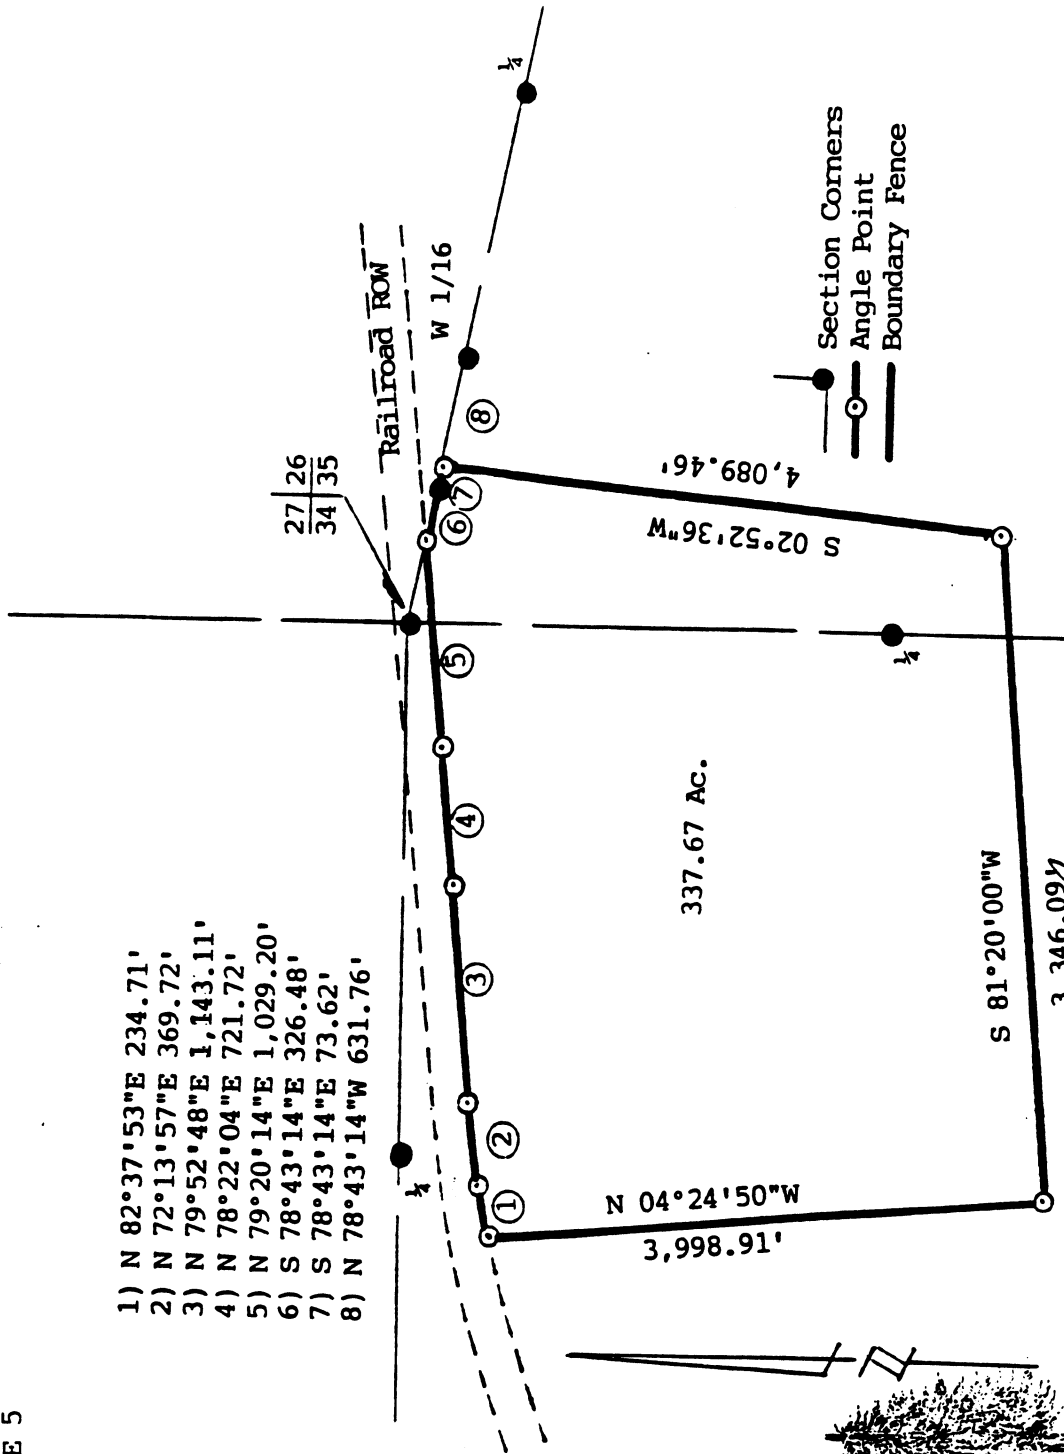 E 5
1) N 82°37'53"E 234.71'
2) N 72°13'57"E 369.72'
3) N 79°52'48"E 1,143.11'
4) N 78°22'04"E 721.72'
5) N 79°20'14"E 1,029.20'
6) S 78°43'14"E 326.48'
7) S 78°43'14"E 73.62'
8) N 78°43'14"W 631.76'
27 26
34 35
Railroad ROW
W 1/16
¼
¼
1
2
3
4
5
6
7
8
N 04°24'50"W
3,998.91'
337.67 Ac.
S 02°52'36"W
4,089.46'
¼
S 81°20'00"W
3,346.09'
Section Corners
Angle Point
Boundary Fence
N